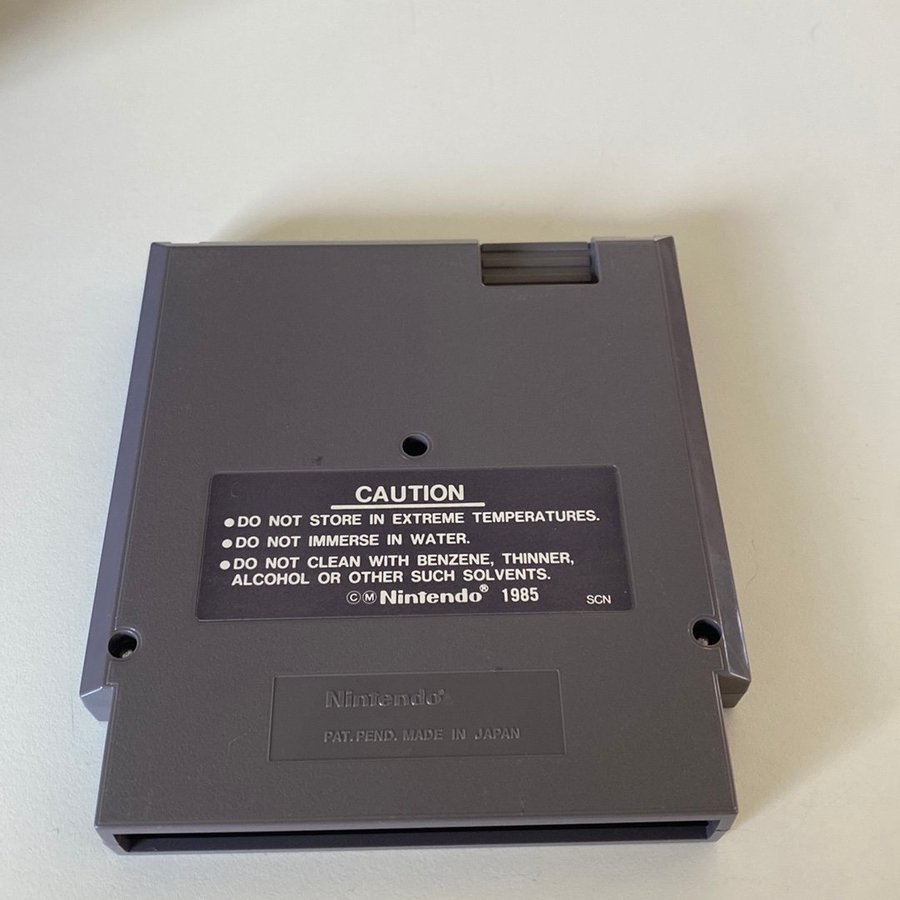 CAUTION
●DO NOT STORE IN EXTREME TEMPERATURES.
●DO NOT IMMERSE IN WATER.
●DO NOT CLEAN WITH BENZENE, THINNER,
ALCOHOL OR OTHER SUCH SOLVENTS.
©Ⓜ Nintendo® 1985 SCN
Nintendo®
PAT. PEND. MADE IN JAPAN